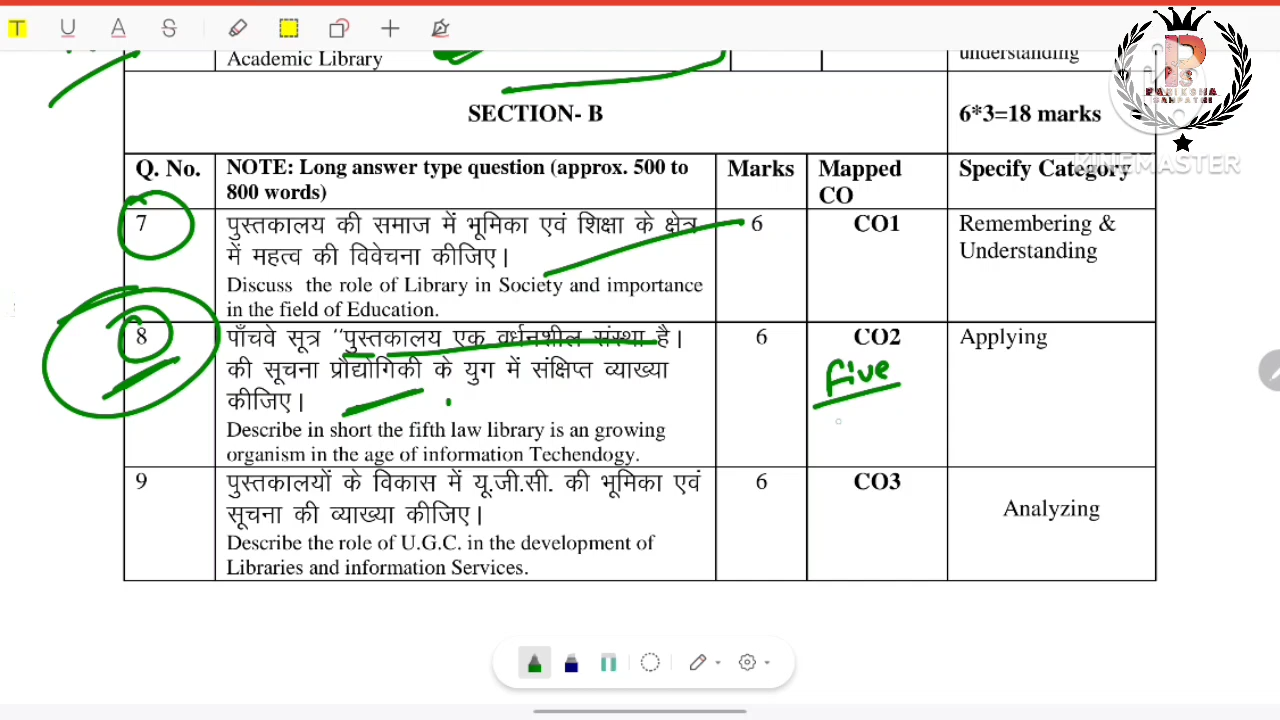 Academic Library
understanding
SECTION- B
6*3=18 marks
Q. No.
NOTE: Long answer type question (approx. 500 to
800 words)
Marks
Mapped
CO
Specify Category
7
पुस्तकालय की समाज में भूमिका एवं शिक्षा के क्षेत्र
में महत्व की विवेचना कीजिए।
Discuss the role of Library in Society and importance
in the field of Education.
6
CO1
Remembering &
Understanding
8
पाँचवे सूत्र "पुस्तकालय एक वर्धनशील संस्था है।
की सूचना प्रौद्योगिकी के युग में संक्षिप्त व्याख्या
कीजिए।
Describe in short the fifth law library is an growing
organism in the age of information Techendogy.
6
CO2
five
Applying
9
पुस्तकालयों के विकास में यू.जी.सी. की भूमिका एवं
सूचना की व्याख्या कीजिए।
Describe the role of U.G.C. in the development of
Libraries and information Services.
6
CO3
Analyzing
PARIKSHA
KINEMASTER